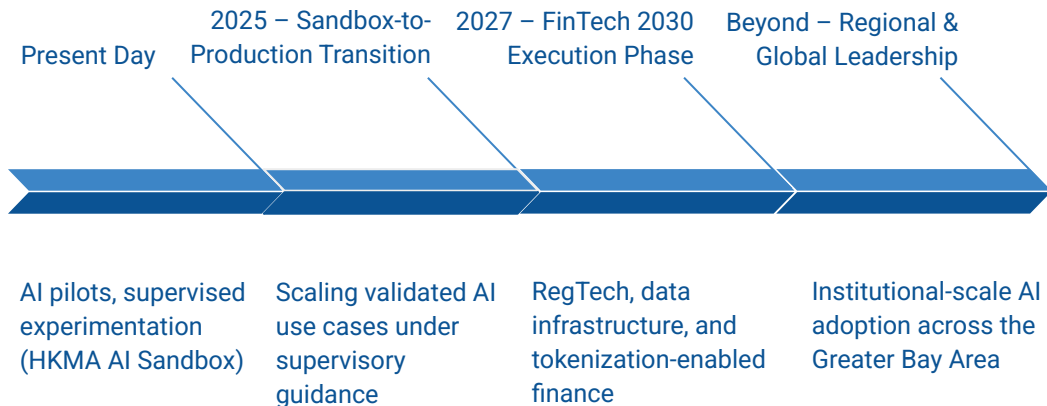 Present Day
2025 – Sandbox-to-
Production Transition
2027 – FinTech 2030
Execution Phase
Beyond – Regional &
Global Leadership
AI pilots, supervised
experimentation
(HKMA AI Sandbox)
Scaling validated AI
use cases under
supervisory
guidance
RegTech, data
infrastructure, and
tokenization-enabled
finance
Institutional-scale AI
adoption across the
Greater Bay Area